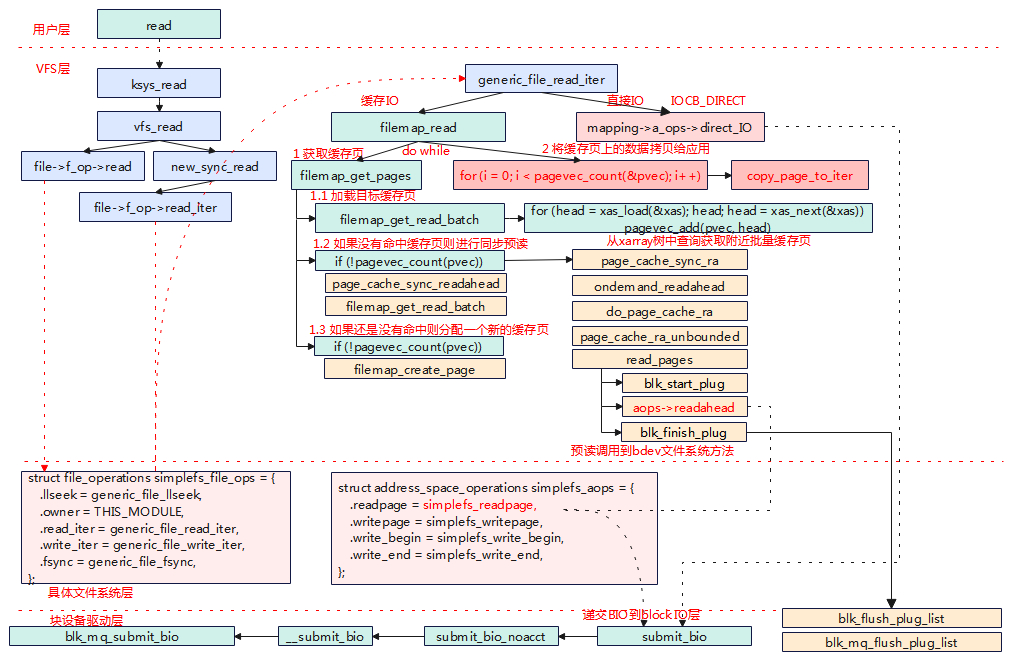 read
用户层
VFS层
ksys_read
generic_file_read_iter
缓存IO
直接IO
IOCB_DIRECT
vfs_read
filemap_read
mapping->a_ops->direct_IO
1 获取缓存页
do while
2 将缓存页上的数据拷贝给应用
file->f_op->read
new_sync_read
filemap_get_pages
for (i = 0; i < pagevec_count(&pvec); i++)
copy_page_to_iter
1.1 加载目标缓存页
file->f_op->read_iter
filemap_get_read_batch
for (head = xas_load(&xas); head; head = xas_next(&xas))
pagevec_add(pvec, head)
1.2 如果没有命中缓存页则进行同步预读
从xarray树中查询获取附近批量缓存页
if (!pagevec_count(pvec))
page_cache_sync_ra
page_cache_sync_readahead
ondemand_readahead
filemap_get_read_batch
do_page_cache_ra
1.3 如果还是没有命中则分配一个新的缓存页
page_cache_ra_unbounded
if (!pagevec_count(pvec))
read_pages
filemap_create_page
blk_start_plug
aops->readahead
blk_finish_plug
预读调用到bdev文件系统方法
struct file_operations simplefs_file_ops = {
.llseek = generic_file_llseek,
.owner = THIS_MODULE,
.read_iter = generic_file_read_iter,
.write_iter = generic_file_write_iter,
.fsync = generic_file_fsync,
};
struct address_space_operations simplefs_aops = {
.readpage = simplefs_readpage,
.writepage = simplefs_writepage,
.write_begin = simplefs_write_begin,
.write_end = simplefs_write_end,
};
具体文件系统层
块设备驱动层
递交BIO到blockIO层
blk_flush_plug_list
blk_mq_submit_bio
__submit_bio
submit_bio_noacct
submit_bio
blk_mq_flush_plug_list